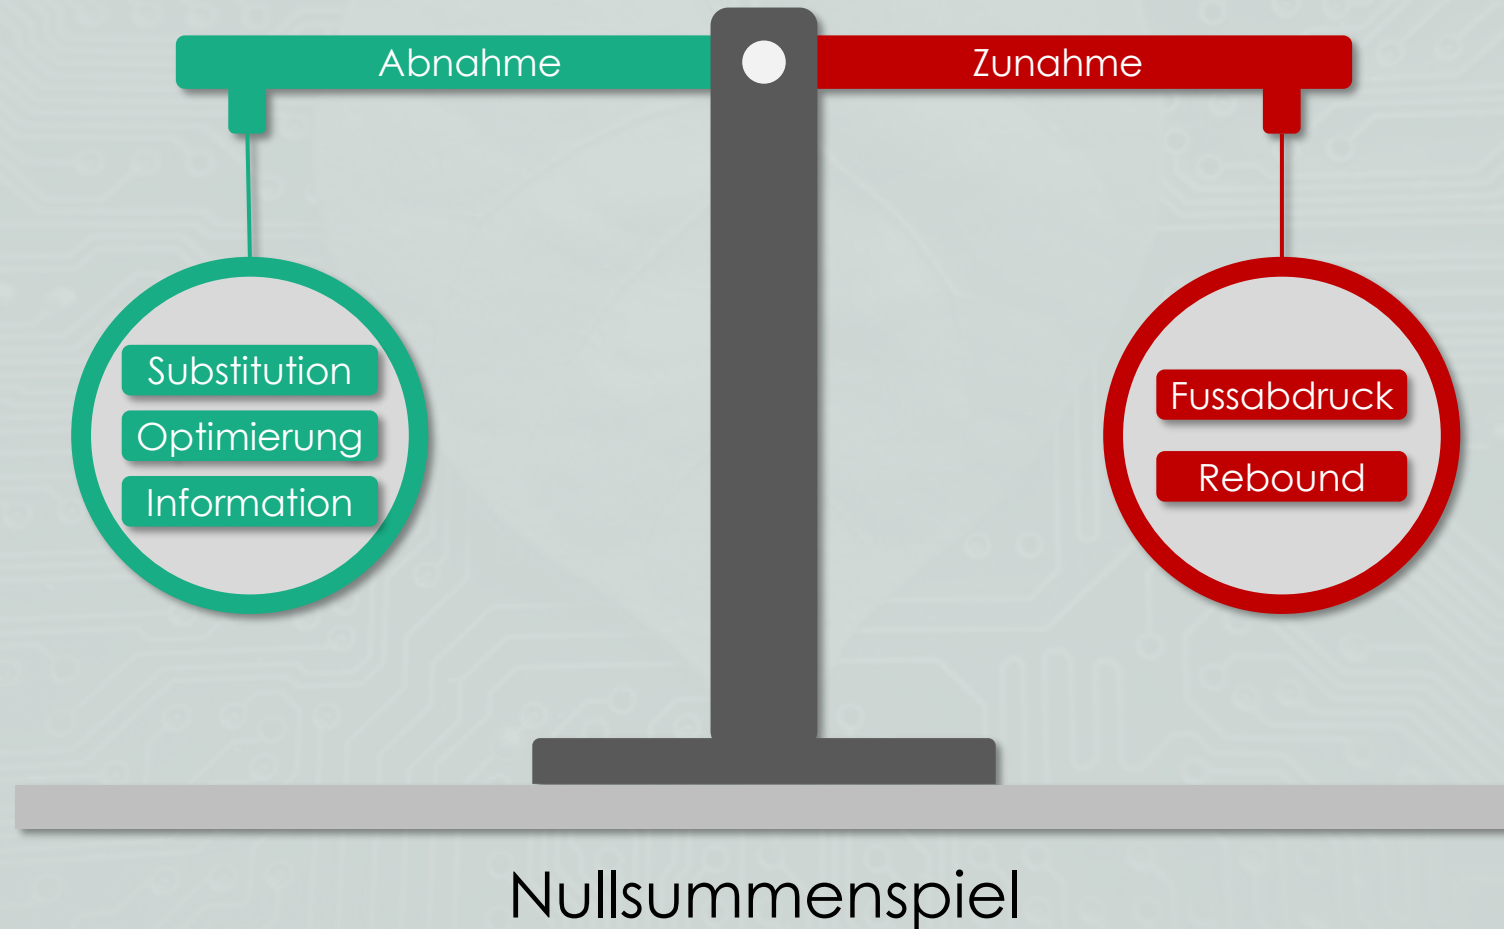 Abnahme
Zunahme
Substitution
Optimierung
Information
Fussabdruck
Rebound
Nullsummenspiel